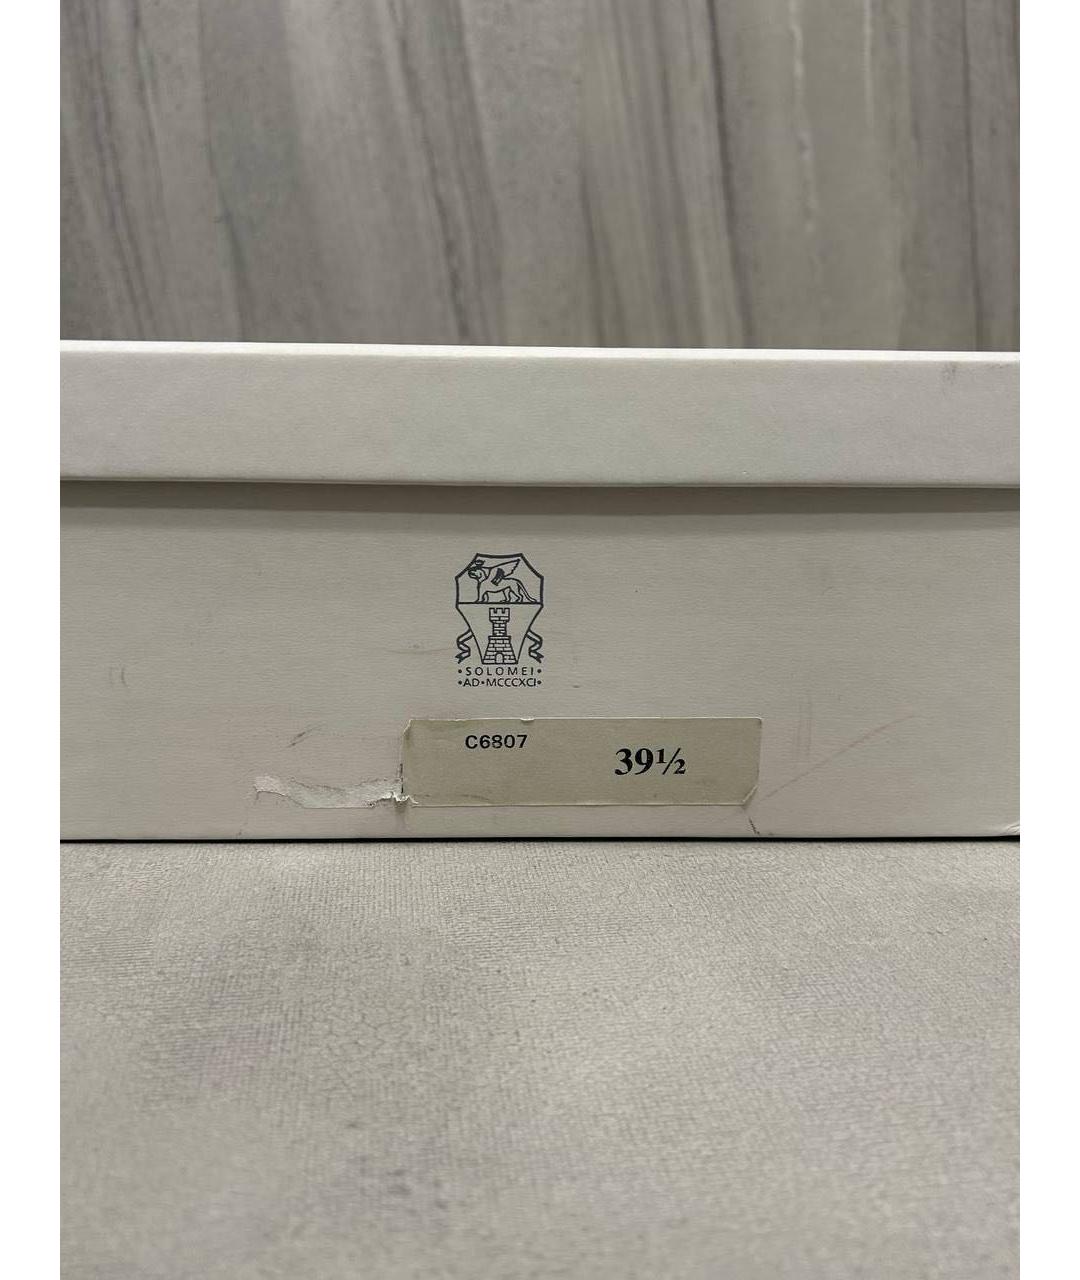 •SOLOMEI•
•AD•MCCCXCI•
C6807
39½